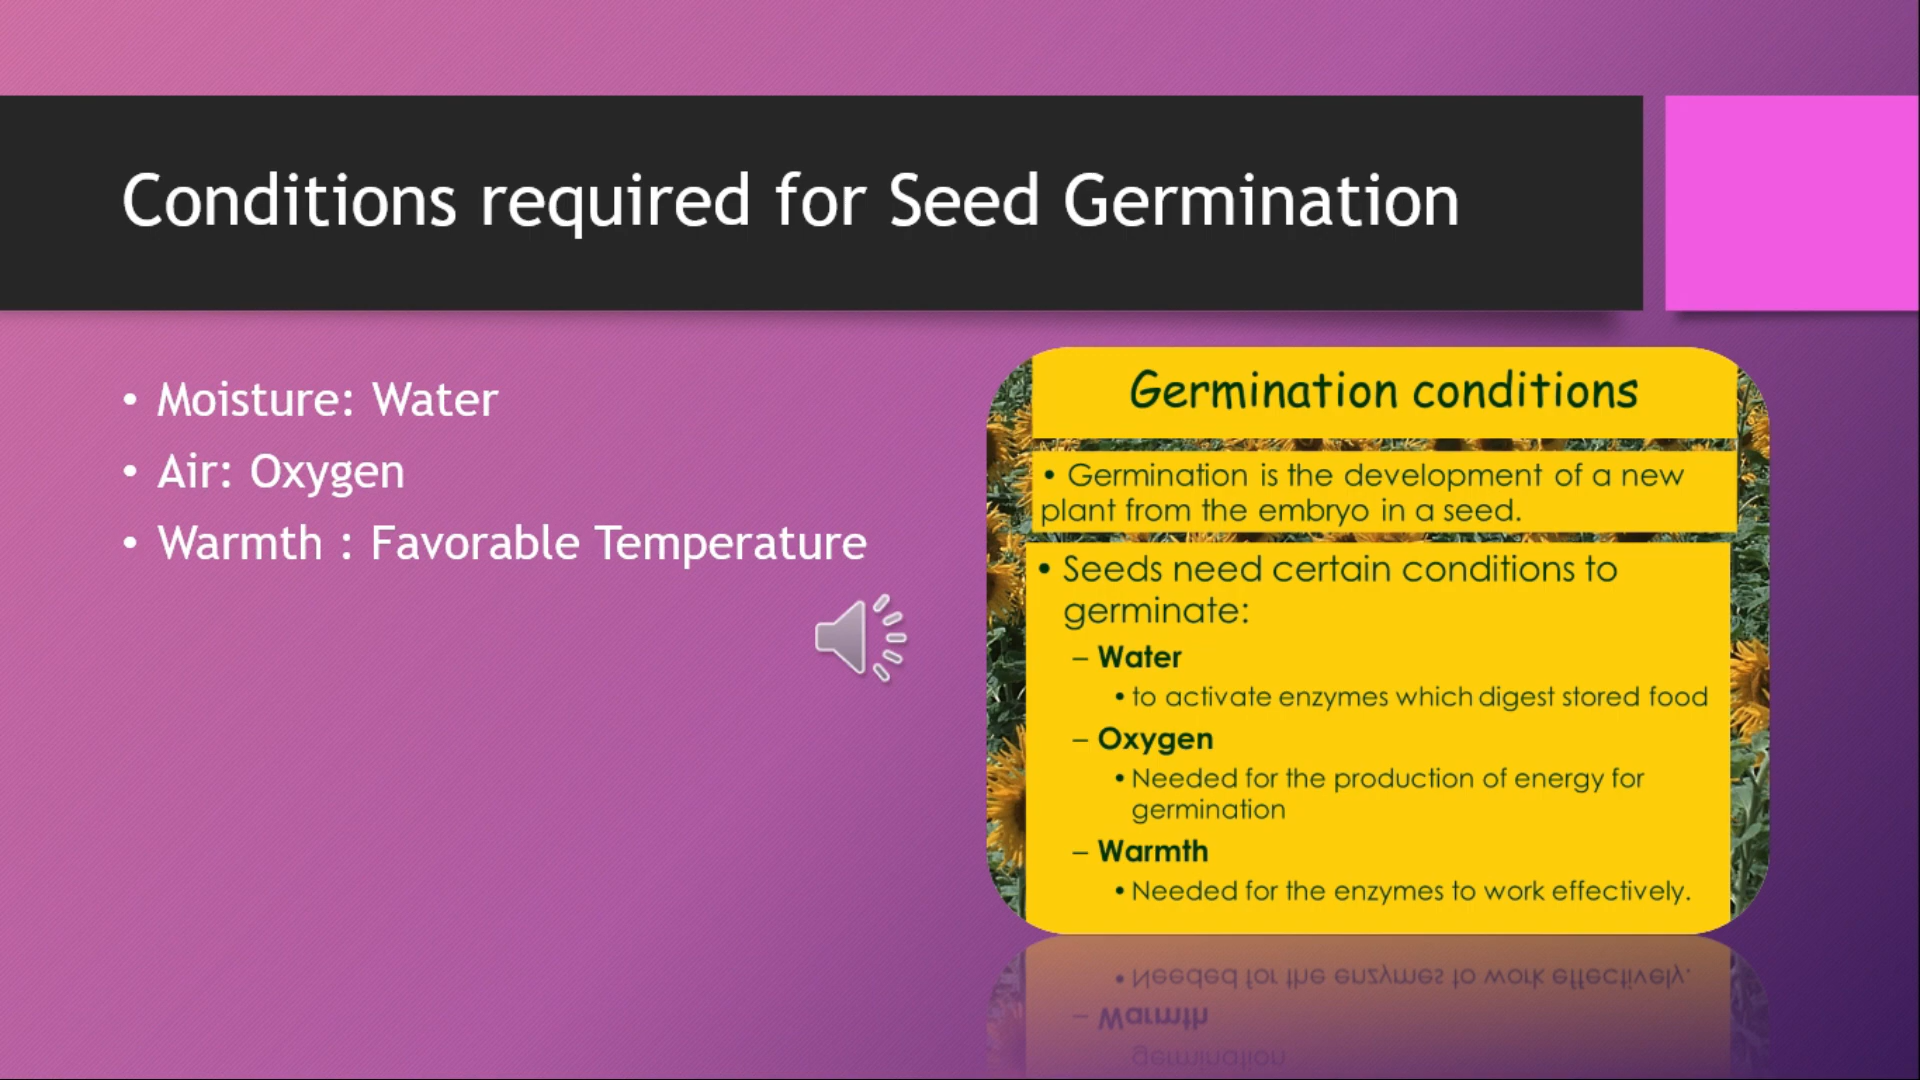 Conditions required for Seed Germination
• Moisture: Water
• Air: Oxygen
• Warmth : Favorable Temperature
Germination conditions
• Germination is the development of a new
plant from the embryo in a seed.
• Seeds need certain conditions to
germinate:
– Water
• to activate enzymes which digest stored food
– Oxygen
• Needed for the production of energy for
germination
– Warmth
• Needed for the enzymes to work effectively.